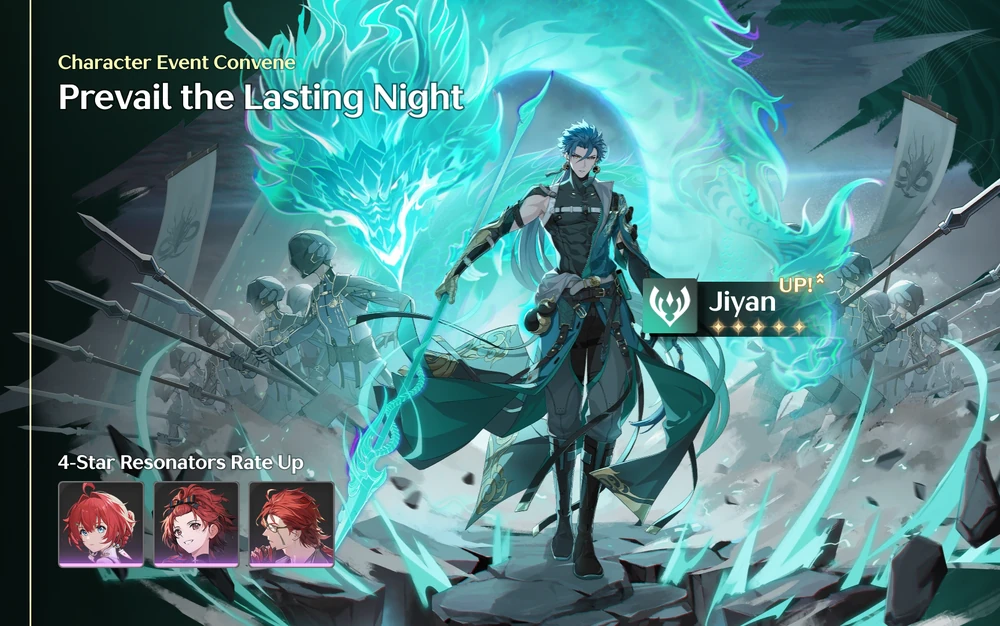 Character Event Convene
Prevail the Lasting Night
UP!
Jiyan
4-Star Resonators Rate Up